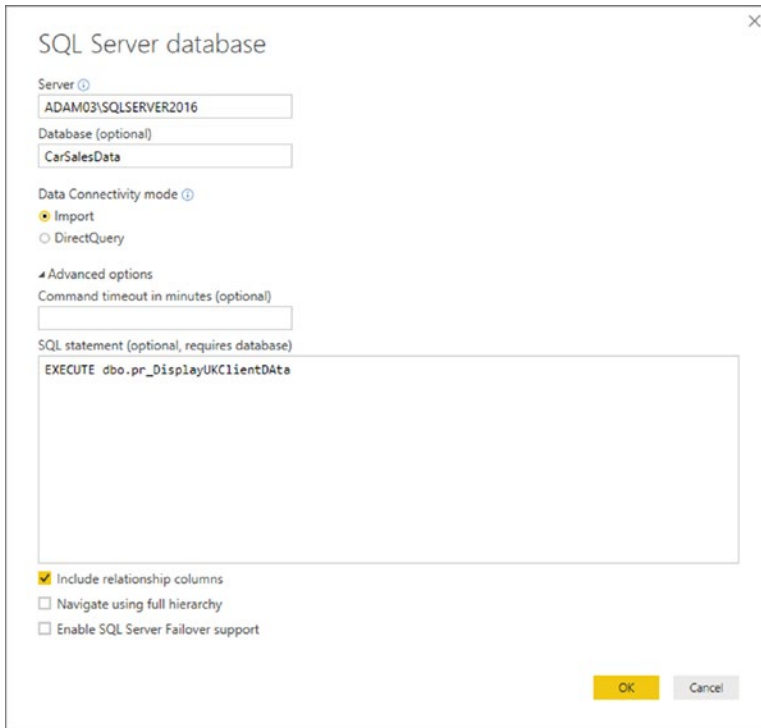 SQL Server database
Server
ADAM03\SQLSERVER2016
Database (optional)
CarSalesData
Data Connectivity mode
Import
DirectQuery
Advanced options
Command timeout in minutes (optional)
SQL statement (optional, requires database)
EXECUTE dbo.pr_DisplayUKClientDAta
Include relationship columns
Navigate using full hierarchy
Enable SQL Server Failover support
OK Cancel